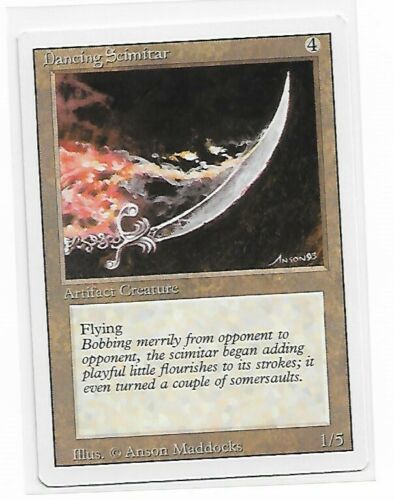 Dancing Scimitar 4
ANSON93
Artifact Creature
Flying
Bobbing merrily from opponent to
opponent, the scimitar began adding
playful little flourishes to its strokes; it
even turned a couple of somersaults.
Illus. © Anson Maddocks 1/5